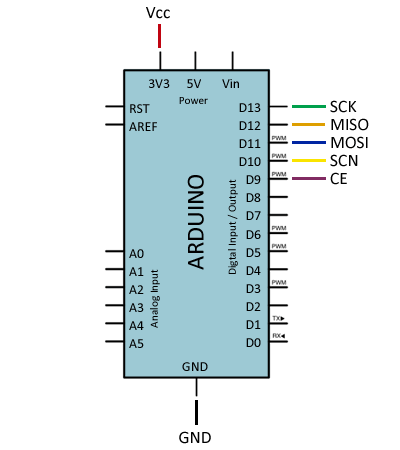 Vcc
3V3 5V Vin
Power
RST
AREF
D13 SCK
D12 MISO
PWM D11 MOSI
PWM D10 SCN
PWM D9 CE
D8
D7
PWM D6
PWM D5
D4
PWM D3
D2
TX▶ D1
RX◀ D0
ARDUINO
Digtal Input / Output
Analog Input
A0
A1
A2
A3
A4
A5
GND
GND